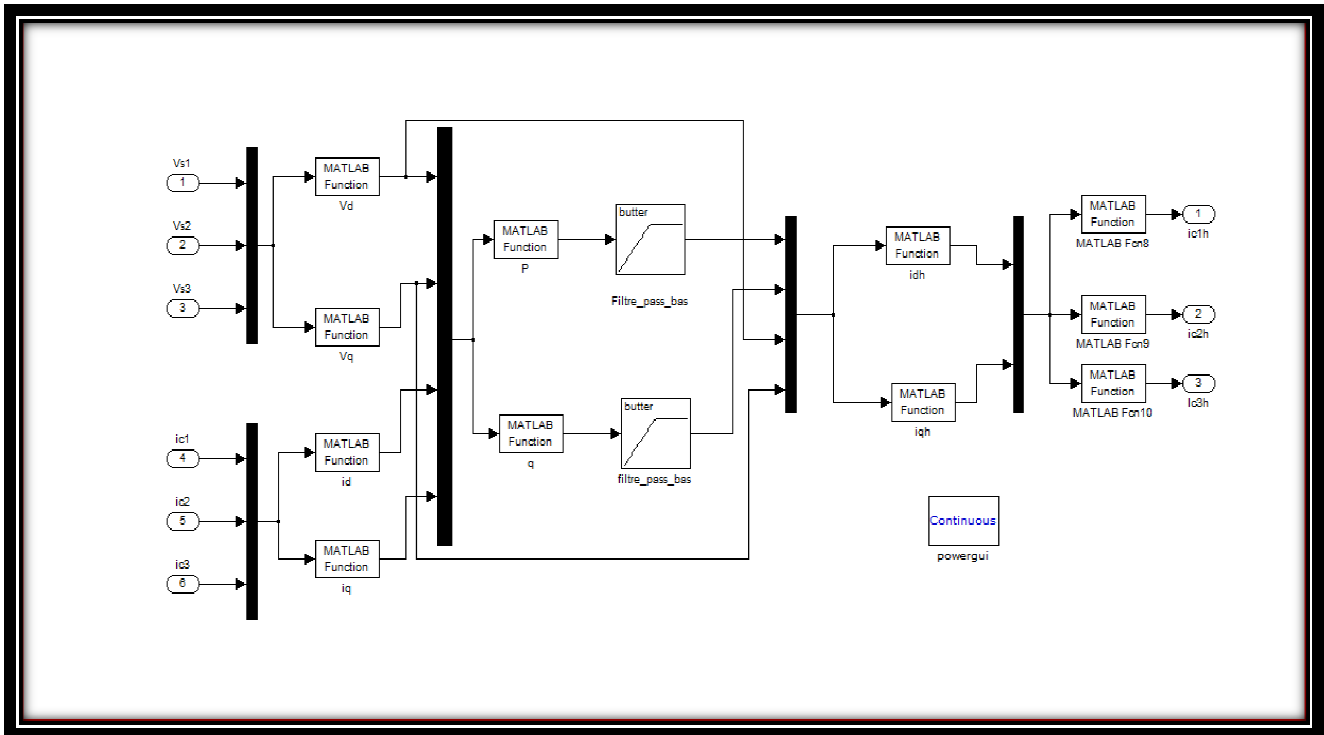 Vs1
1
Vs2
2
Vs3
3
MATLAB
Function
Vd
MATLAB
Function
Vq
ic1
4
ic2
5
ic3
6
MATLAB
Function
id
MATLAB
Function
iq
MATLAB
Function
P
butter
Filtre_pass_bas
MATLAB
Function
q
butter
filtre_pass_bas
MATLAB
Function
idh
MATLAB
Function
iqh
MATLAB
Function
MATLAB Fcn8
1
ic1h
MATLAB
Function
MATLAB Fcn9
2
ic2h
MATLAB
Function
MATLAB Fcn10
3
Ic3h
Continuous
powergui